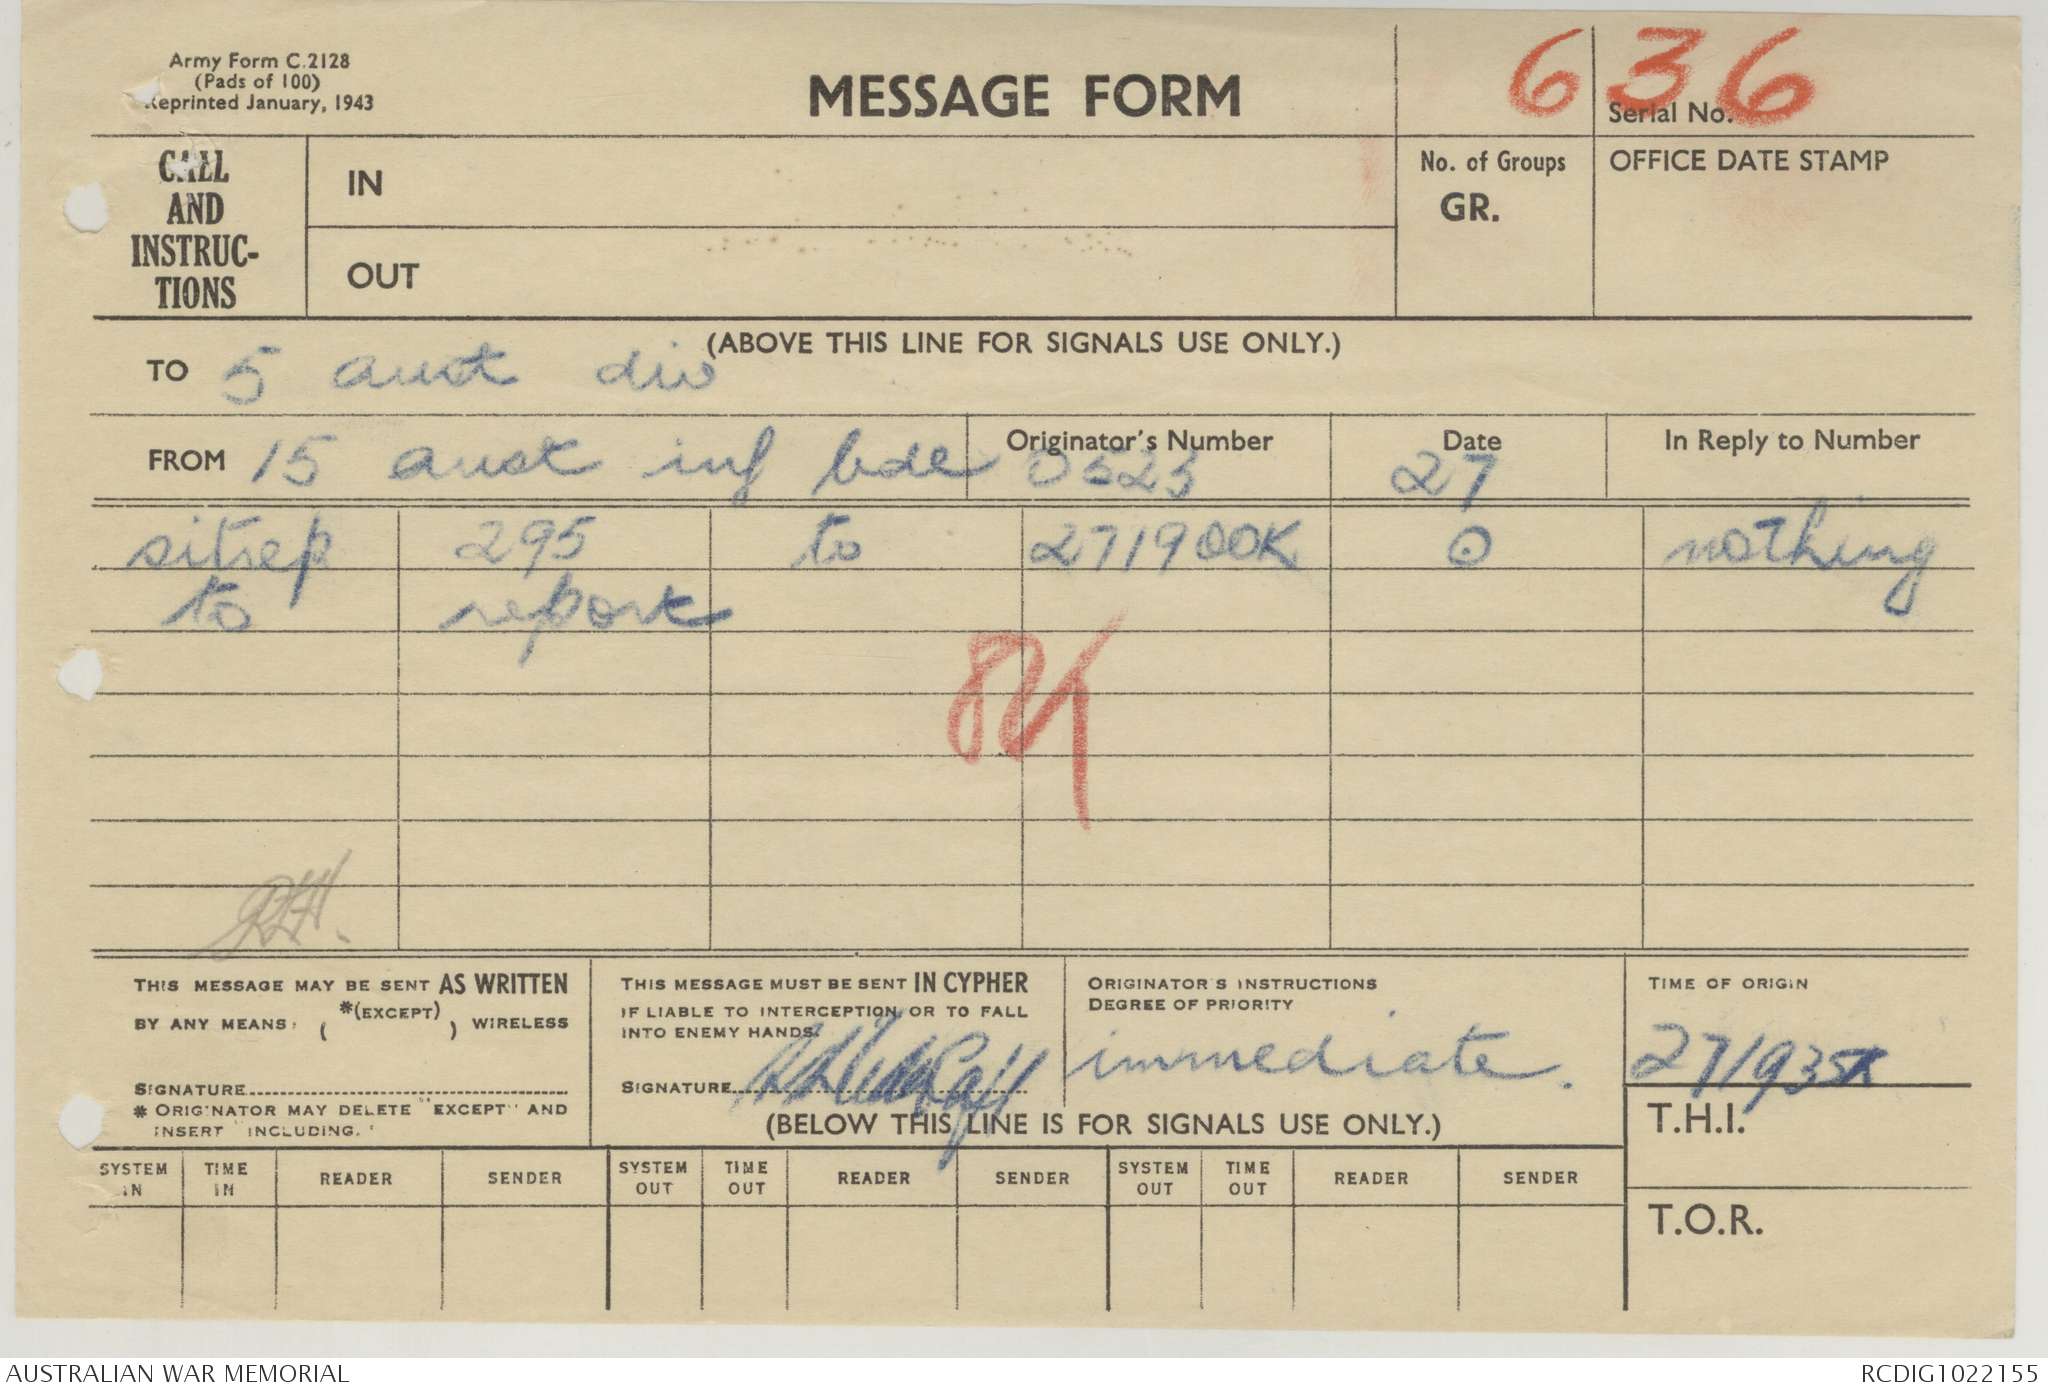 Army Form C.2128
(Pads of 100)
Reprinted January, 1943
MESSAGE FORM
636
Serial No.
CALL
AND
INSTRUC-
TIONS
IN
OUT
No. of Groups
GR.
OFFICE DATE STAMP
(ABOVE THIS LINE FOR SIGNALS USE ONLY.)
TO 5 aust div
FROM 15 aust inf bde
Originator's Number 0523
Date 27
In Reply to Number
sitrep 295 to 271900K ⊙ nothing
to report
THIS MESSAGE MAY BE SENT AS WRITTEN
BY ANY MEANS: ( *(EXCEPT) ) WIRELESS
SIGNATURE
* ORIGINATOR MAY DELETE "EXCEPT" AND
INSERT "INCLUDING."
THIS MESSAGE MUST BE SENT IN CYPHER
IF LIABLE TO INTERCEPTION OR TO FALL
INTO ENEMY HANDS.
SIGNATURE
ORIGINATOR'S INSTRUCTIONS
DEGREE OF PRIORITY
immediate.
TIME OF ORIGIN
271935K
(BELOW THIS LINE IS FOR SIGNALS USE ONLY.)
T.H.I.
T.O.R.
SYSTEM IN TIME IN READER SENDER SYSTEM OUT TIME OUT READER SENDER SYSTEM OUT TIME OUT READER SENDER
AUSTRALIAN WAR MEMORIAL
RCDIG1022155